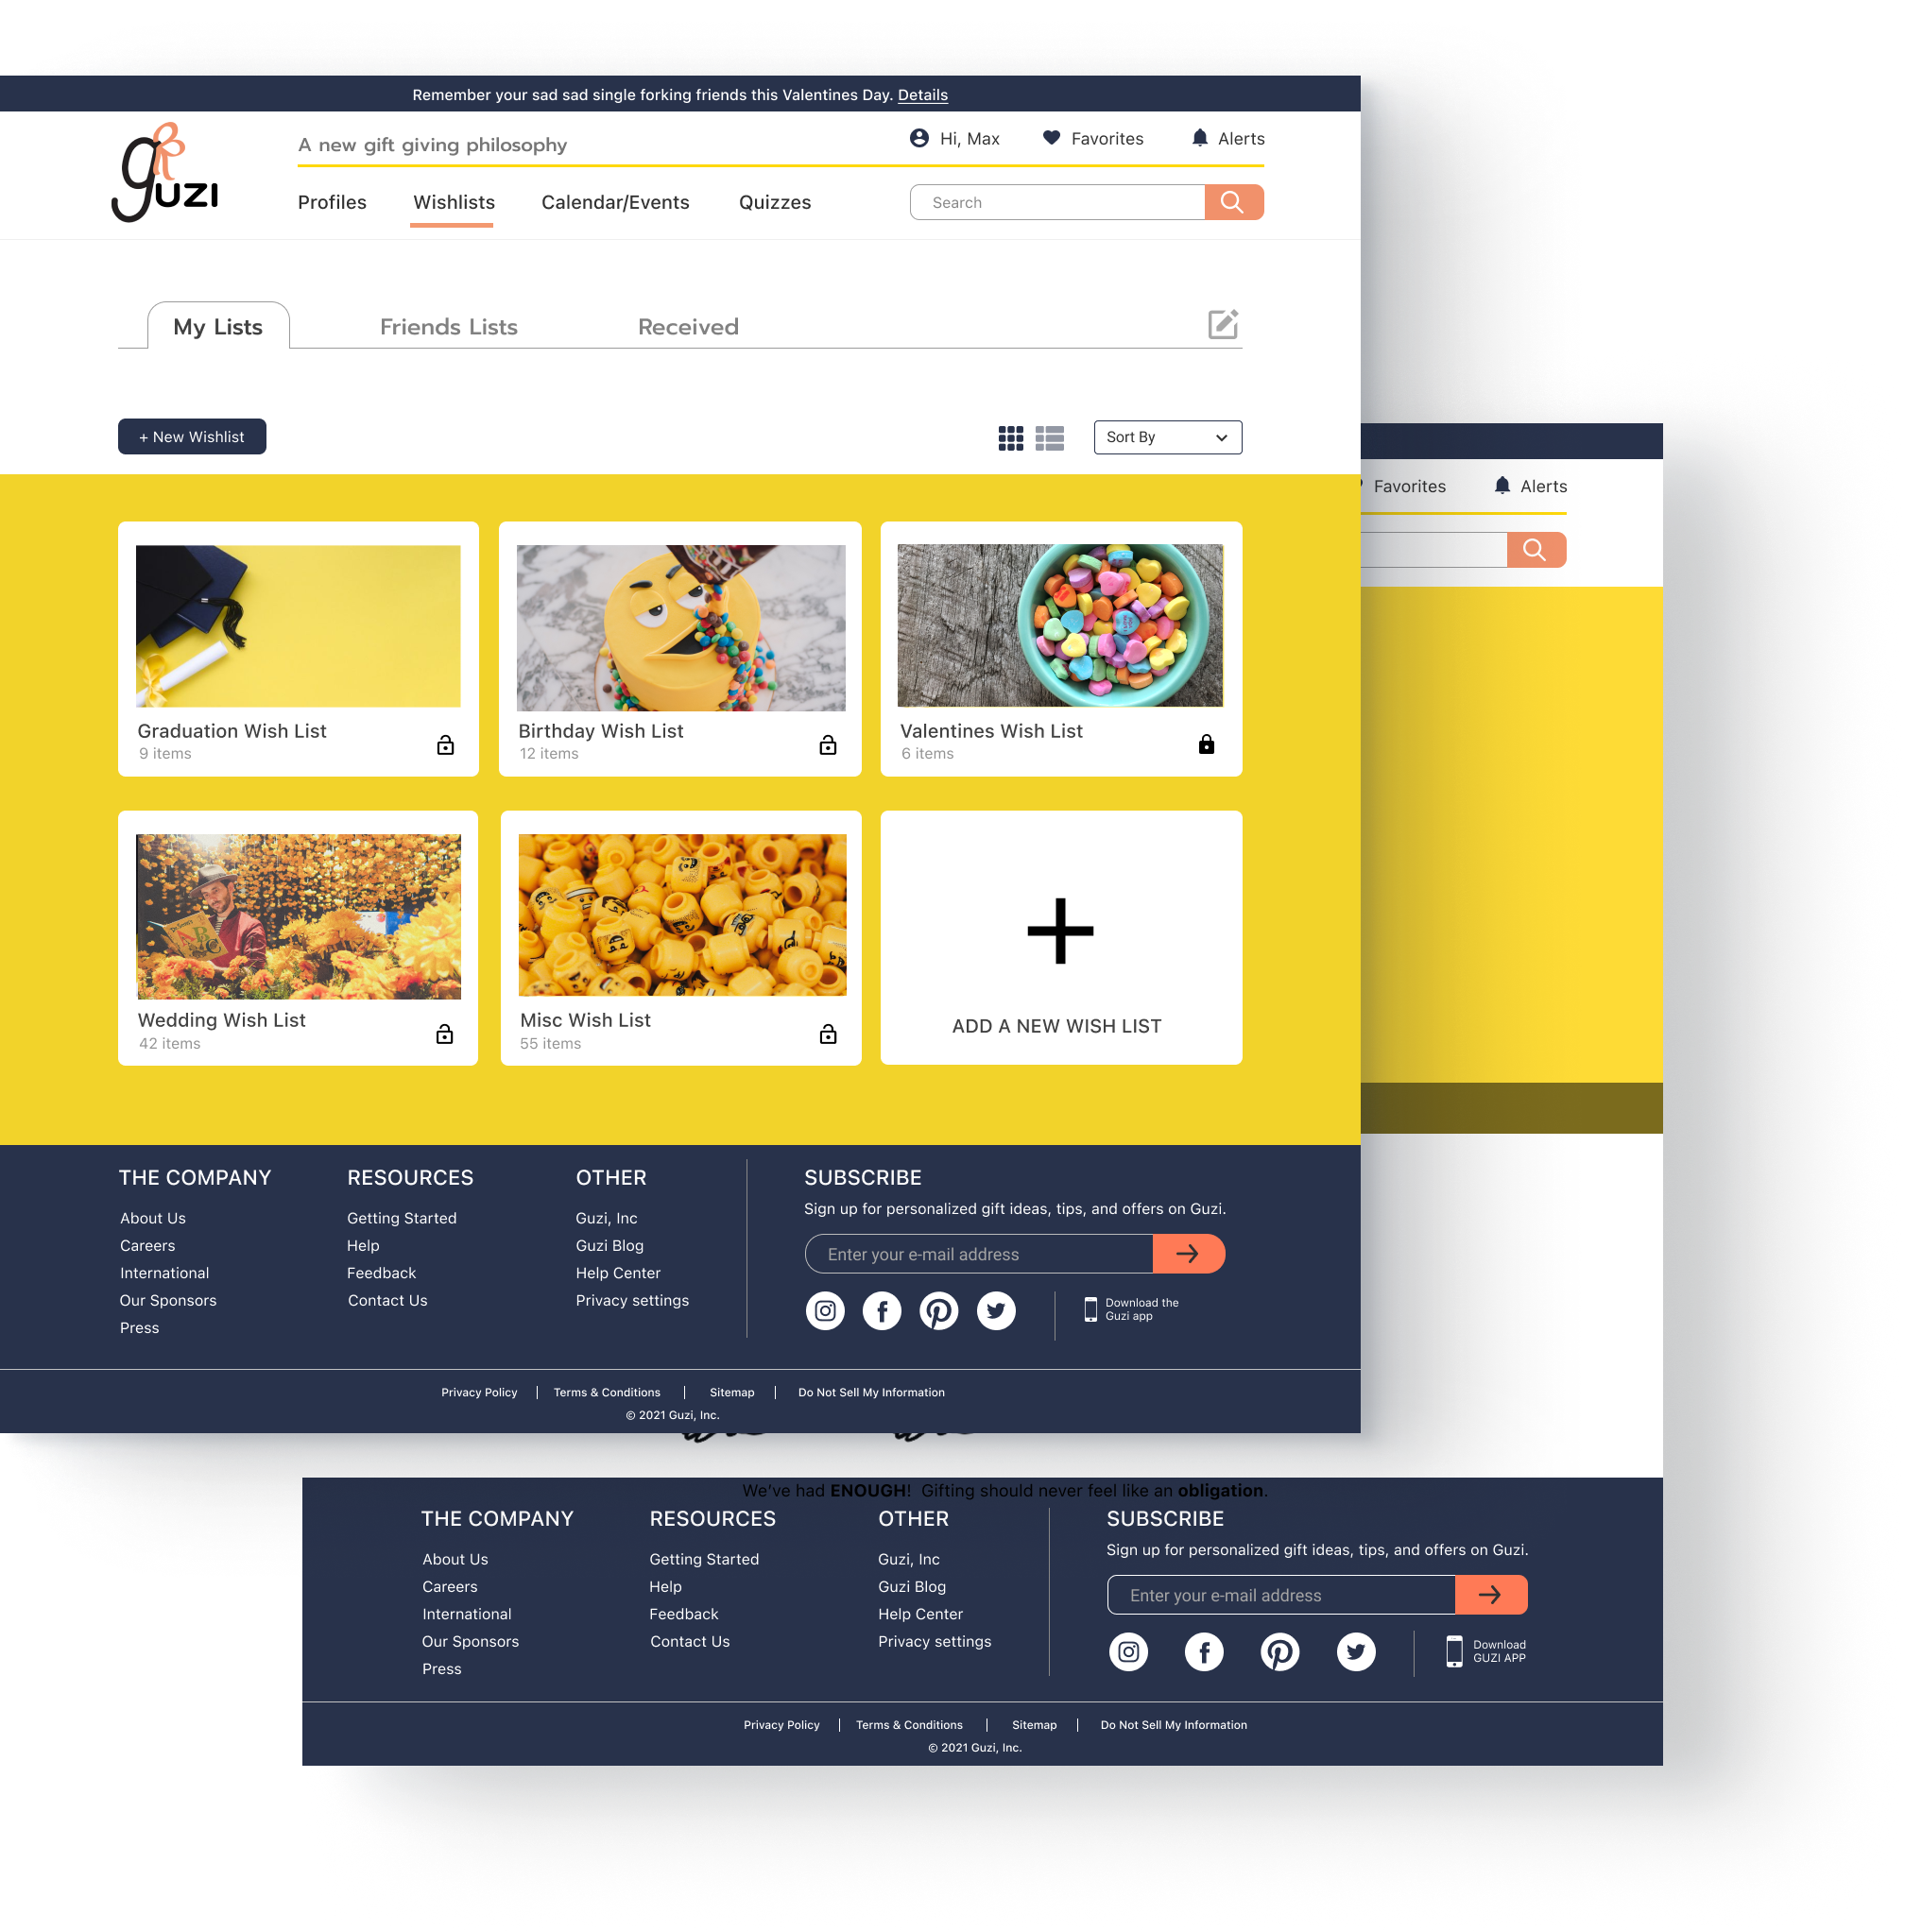 Remember your sad sad single forking friends this Valentines Day. Details
guzi
A new gift giving philosophy
Hi, Max
Favorites
Alerts
Profiles
Wishlists
Calendar/Events
Quizzes
Search
My Lists
Friends Lists
Received
+ New Wishlist
Sort By
Graduation Wish List
9 items
Birthday Wish List
12 items
Valentines Wish List
6 items
Wedding Wish List
42 items
Misc Wish List
55 items
ADD A NEW WISH LIST
THE COMPANY
About Us
Careers
International
Our Sponsors
Press
RESOURCES
Getting Started
Help
Feedback
Contact Us
OTHER
Guzi, Inc
Guzi Blog
Help Center
Privacy settings
SUBSCRIBE
Sign up for personalized gift ideas, tips, and offers on Guzi.
Enter your e-mail address
Download the
Guzi app
Privacy Policy | Terms & Conditions | Sitemap | Do Not Sell My Information
© 2021 Guzi, Inc.
Favorites
Alerts
We've had ENOUGH! Gifting should never feel like an obligation.
THE COMPANY
About Us
Careers
International
Our Sponsors
Press
RESOURCES
Getting Started
Help
Feedback
Contact Us
OTHER
Guzi, Inc
Guzi Blog
Help Center
Privacy settings
SUBSCRIBE
Sign up for personalized gift ideas, tips, and offers on Guzi.
Enter your e-mail address
Download
GUZI APP
Privacy Policy | Terms & Conditions | Sitemap | Do Not Sell My Information
© 2021 Guzi, Inc.